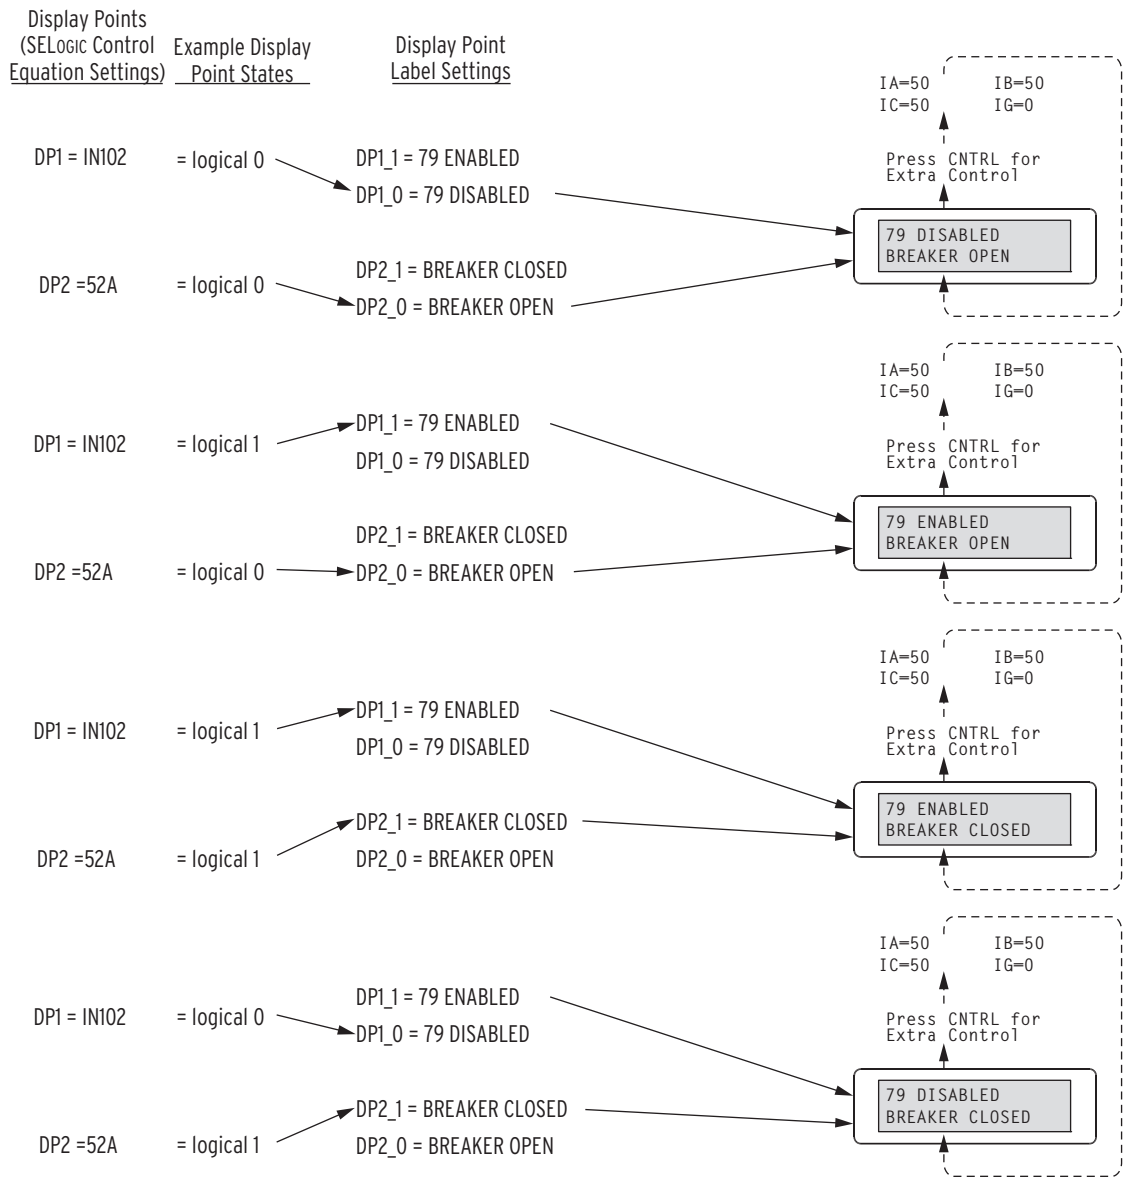 Display Points
(SELOGIC Control
Equation Settings)
Example Display
Point States
Display Point
Label Settings
IA=50 IB=50
IC=50 IG=0
DP1 = IN102 = logical 0 DP1_1 = 79 ENABLED
DP1_0 = 79 DISABLED
Press CNTRL for
Extra Control
79 DISABLED
BREAKER OPEN
DP2 =52A = logical 0 DP2_1 = BREAKER CLOSED
DP2_0 = BREAKER OPEN
IA=50 IB=50
IC=50 IG=0
DP1 = IN102 = logical 1 DP1_1 = 79 ENABLED
DP1_0 = 79 DISABLED
Press CNTRL for
Extra Control
79 ENABLED
BREAKER OPEN
DP2 =52A = logical 0 DP2_1 = BREAKER CLOSED
DP2_0 = BREAKER OPEN
IA=50 IB=50
IC=50 IG=0
DP1 = IN102 = logical 1 DP1_1 = 79 ENABLED
DP1_0 = 79 DISABLED
Press CNTRL for
Extra Control
79 ENABLED
BREAKER CLOSED
DP2 =52A = logical 1 DP2_1 = BREAKER CLOSED
DP2_0 = BREAKER OPEN
IA=50 IB=50
IC=50 IG=0
DP1 = IN102 = logical 0 DP1_1 = 79 ENABLED
DP1_0 = 79 DISABLED
Press CNTRL for
Extra Control
79 DISABLED
BREAKER CLOSED
DP2 =52A = logical 1 DP2_1 = BREAKER CLOSED
DP2_0 = BREAKER OPEN